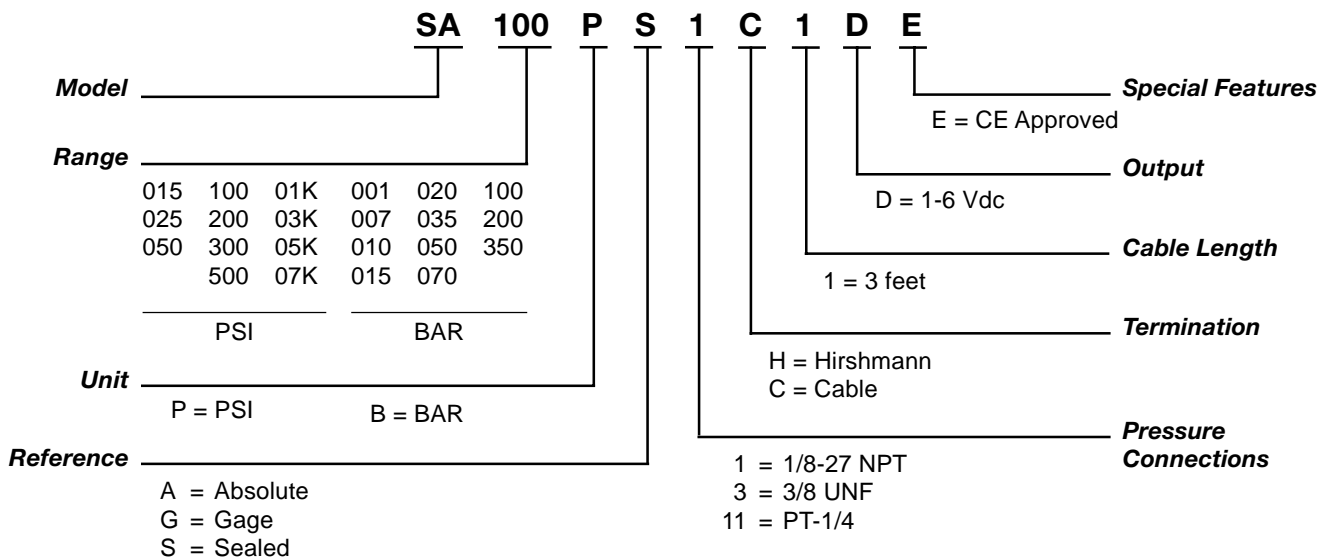 SA 100 P S 1 C 1 D E
Model
Special Features
E = CE Approved
Range
Output
015 100 01K 001 020 100
D = 1-6 Vdc
025 200 03K 007 035 200
050 300 05K 010 050 350
Cable Length
500 07K 015 070
1 = 3 feet
PSI BAR
Termination
H = Hirshmann
Unit
C = Cable
P = PSI B = BAR
Pressure
Connections
Reference
1 = 1/8-27 NPT
A = Absolute
3 = 3/8 UNF
G = Gage
11 = PT-1/4
S = Sealed